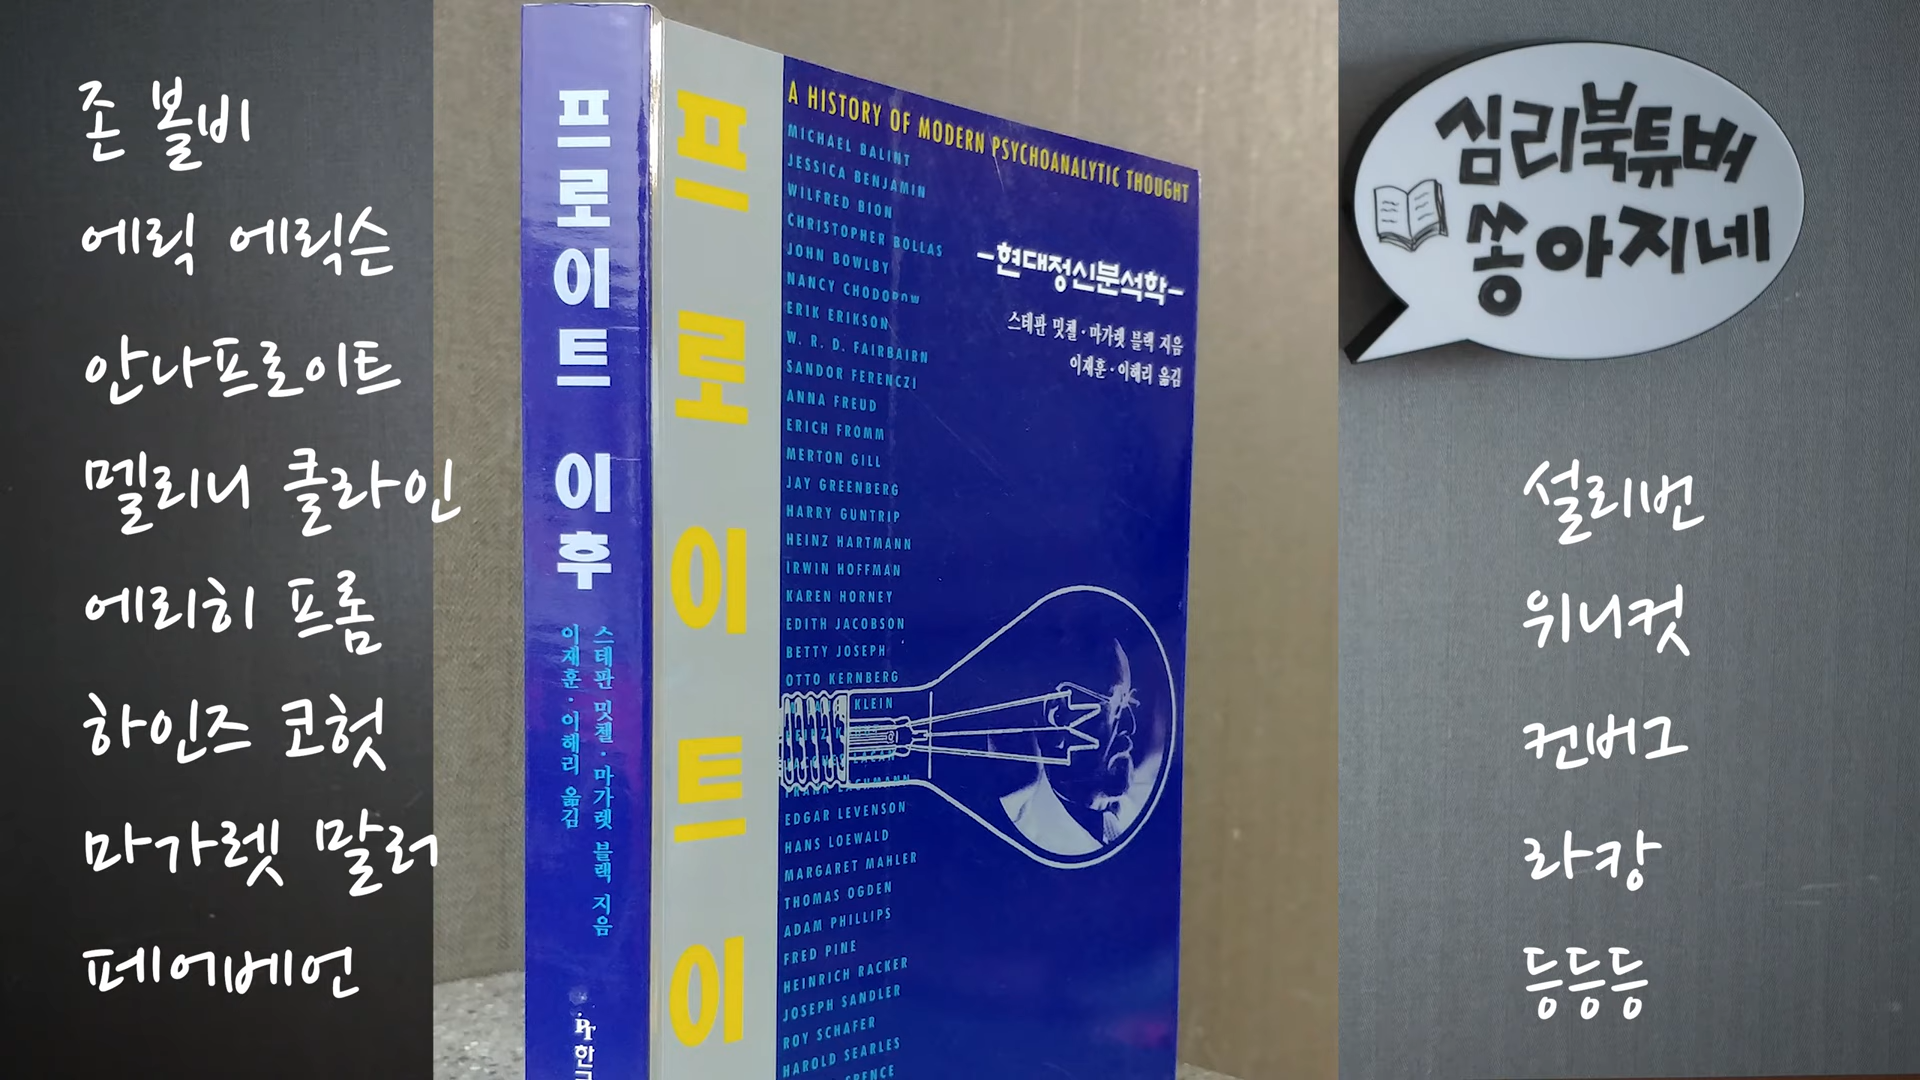 존 볼비
에릭 에릭슨
안나프로이트
멜리니 클라인
에리히 프롬
하인즈 코헛
마가렛 말러
페어베언
프로이트 이후
스테판 밋첼·마가렛 블랙 지음
이재훈·이해리 옮김
프로이트 이
A HISTORY OF MODERN PSYCHOANALYTIC THOUGHT
MICHAEL BALINT
JESSICA BENJAMIN
WILFRED BION
CHRISTOPHER BOLLAS
JOHN BOWLBY
NANCY CHODOROW
ERIK ERIKSON
W. R. D. FAIRBAIRN
SANDOR FERENCZI
ANNA FREUD
ERICH FROMM
MERTON GILL
JAY GREENBERG
HARRY GUNTRIP
HEINZ HARTMANN
IRWIN HOFFMAN
KAREN HORNEY
EDITH JACOBSON
BETTY JOSEPH
OTTO KERNBERG
KLEIN
LACAN
FRANK LACHMANN
EDGAR LEVENSON
HANS LOEWALD
MARGARET MAHLER
THOMAS OGDEN
ADAM PHILLIPS
FRED PINE
HEINRICH RACKER
JOSEPH SANDLER
ROY SCHAFER
HAROLD SEARLES
-현대정신분석학-
스테판 밋첼·마가렛 블랙 지음
이재훈·이해리 옮김
심리북튜버
쏭아지네
설리번
위니컷
컨버그
라캉
등등등